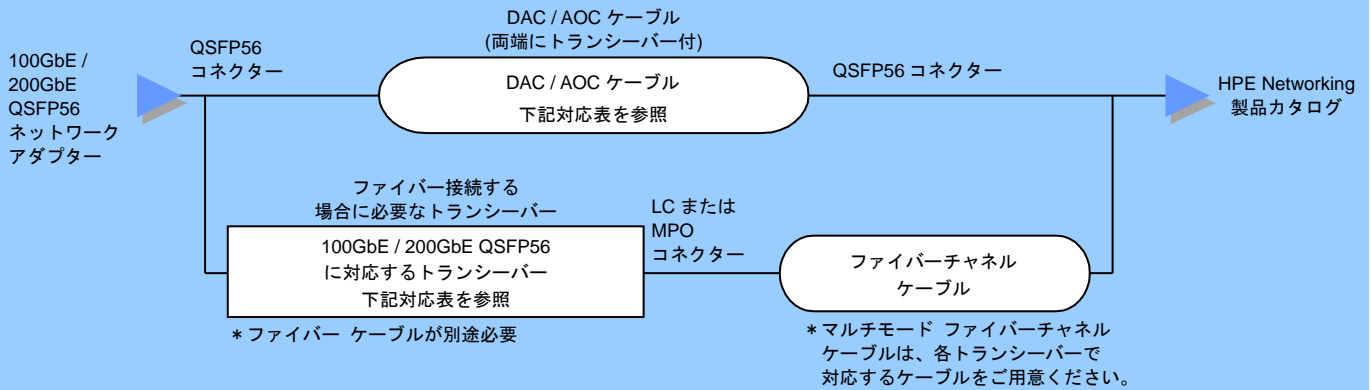 100GbE /
200GbE
QSFP56
ネットワーク
アダプター
QSFP56
コネクター
DAC / AOC ケーブル
(両端にトランシーバー付)
DAC / AOC ケーブル
下記対応表を参照
QSFP56 コネクター
HPE Networking
製品カタログ
ファイバー接続する
場合に必要なトランシーバー
100GbE / 200GbE QSFP56
に対応するトランシーバー
下記対応表を参照
＊ファイバー ケーブルが別途必要
LC または
MPO
コネクター
ファイバーチャネル
ケーブル
＊マルチモード ファイバーチャネル
ケーブルは、各トランシーバーで
対応するケーブルをご用意ください。